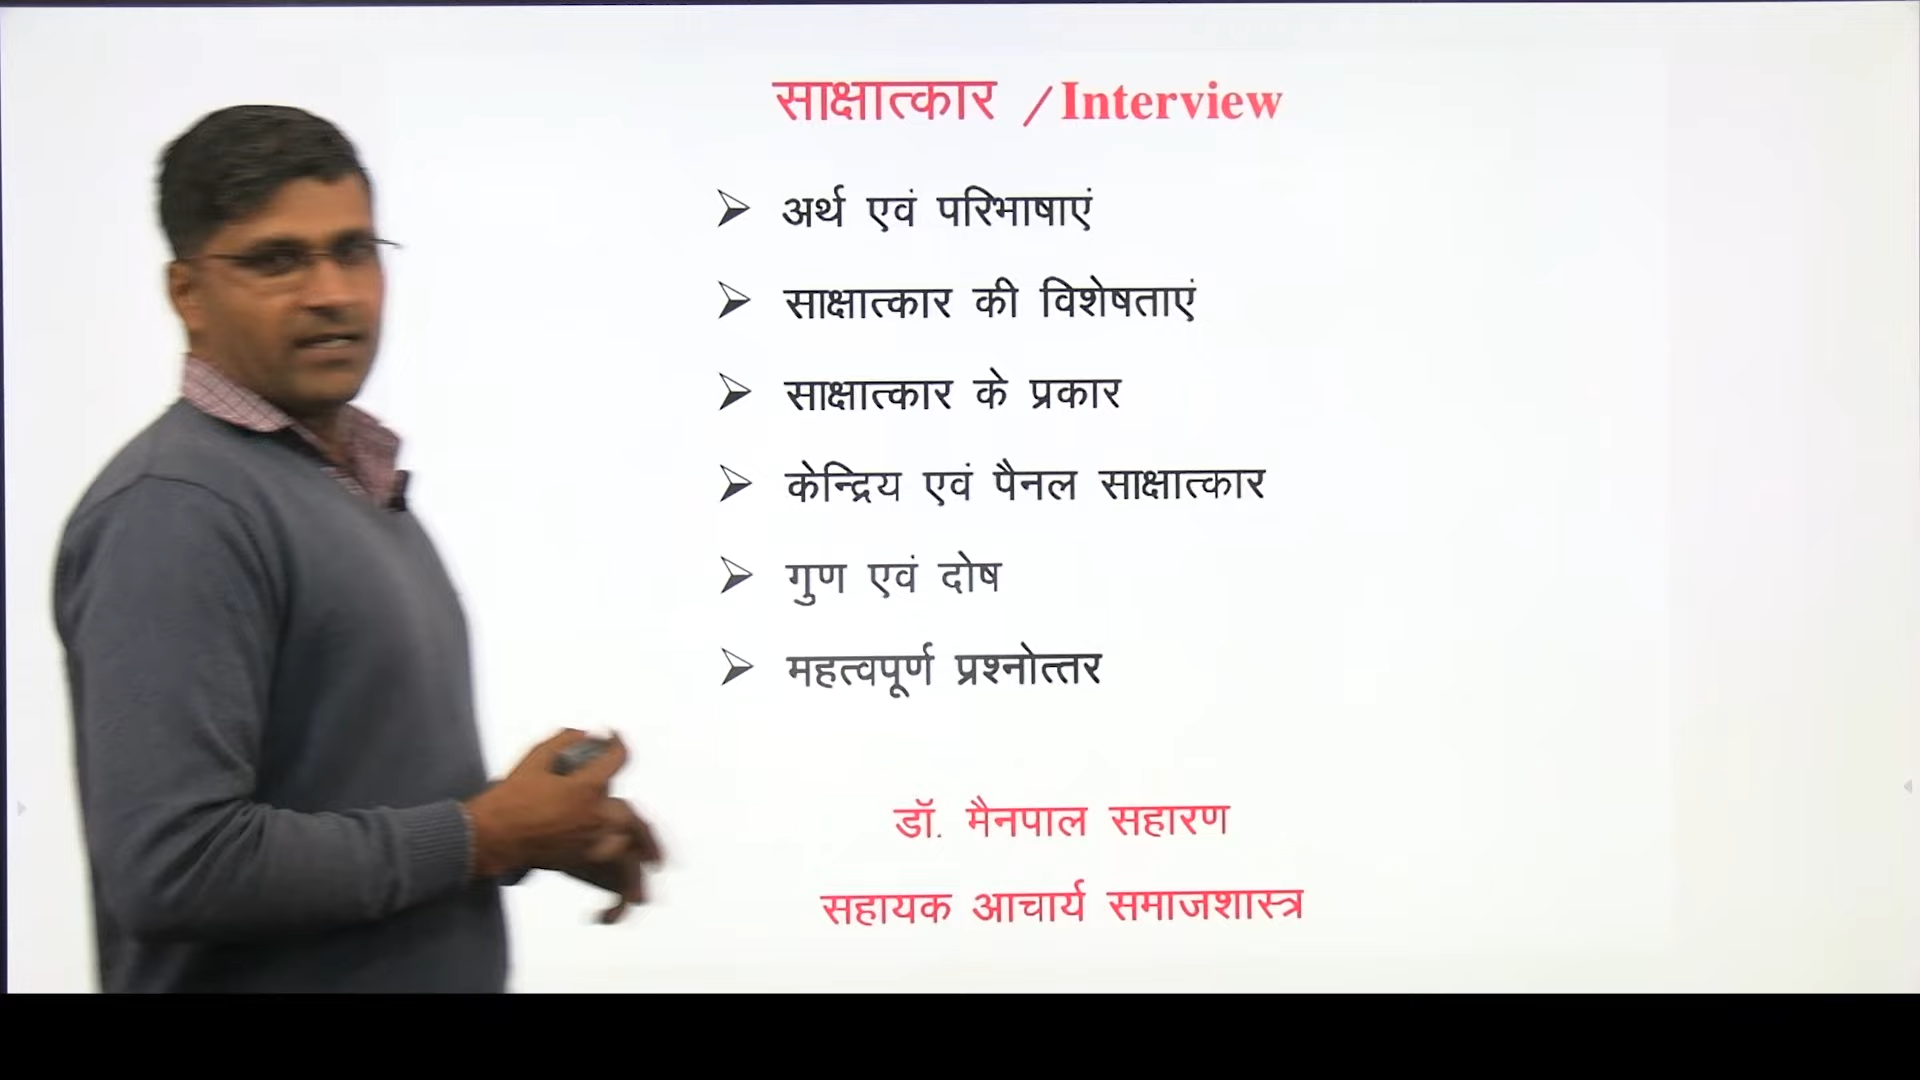 साक्षात्कार / Interview
➢ अर्थ एवं परिभाषाएं
➢ साक्षात्कार की विशेषताएं
➢ साक्षात्कार के प्रकार
➢ केन्द्रिय एवं पैनल साक्षात्कार
➢ गुण एवं दोष
➢ महत्वपूर्ण प्रश्नोत्तर
डॉ. मैनपाल सहारण
सहायक आचार्य समाजशास्त्र